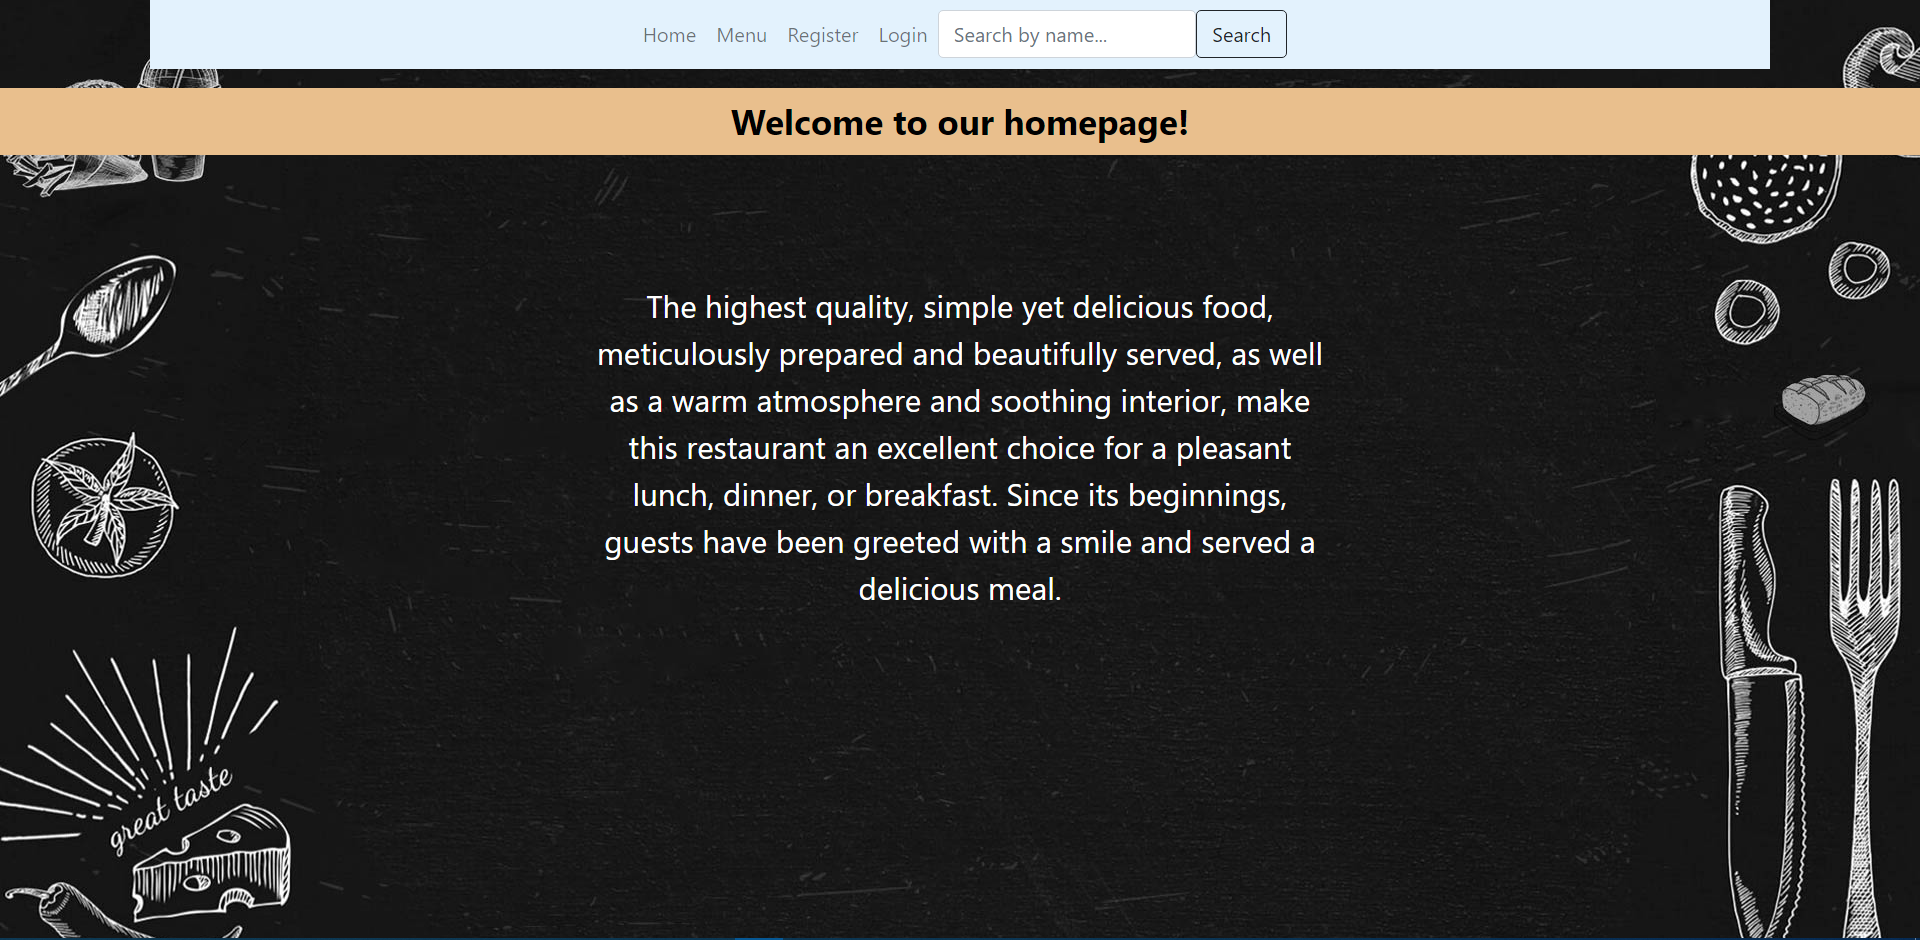 Home Menu Register Login Search by name... Search
Welcome to our homepage!
The highest quality, simple yet delicious food,
meticulously prepared and beautifully served, as well
as a warm atmosphere and soothing interior, make
this restaurant an excellent choice for a pleasant
lunch, dinner, or breakfast. Since its beginnings,
guests have been greeted with a smile and served a
delicious meal.
great taste